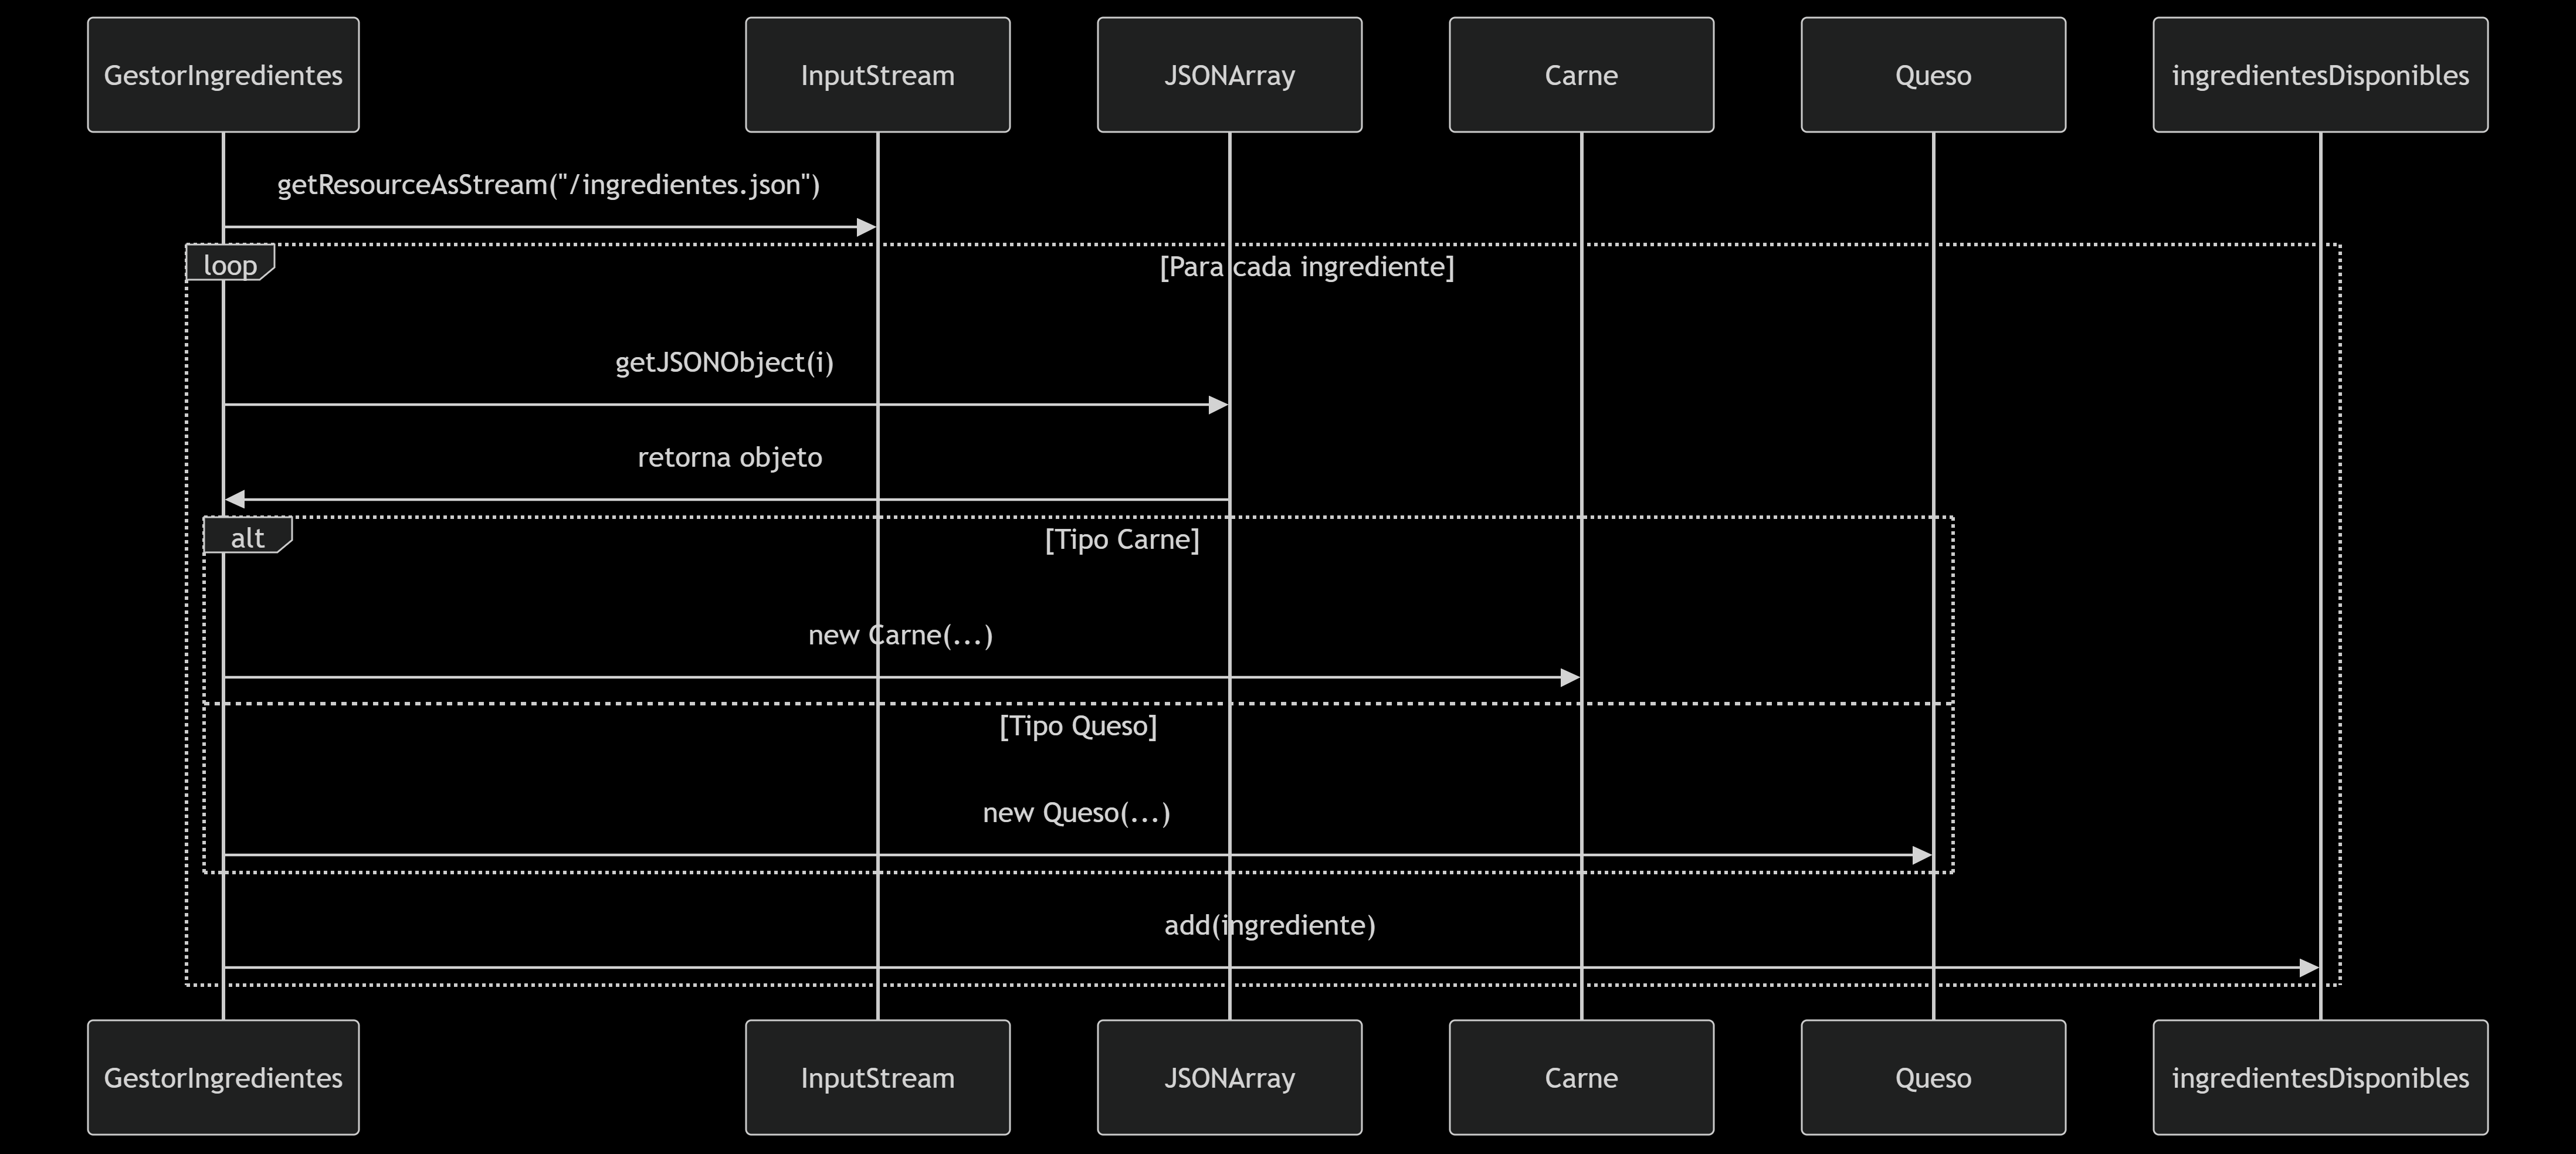 GestorIngredientes
InputStream
JSONArray
Carne
Queso
ingredientesDisponibles
getResourceAsStream("/ingredientes.json")
loop
[Para cada ingrediente]
getJSONObject(i)
retorna objeto
alt
[Tipo Carne]
new Carne(...)
[Tipo Queso]
new Queso(...)
add(ingrediente)
GestorIngredientes
InputStream
JSONArray
Carne
Queso
ingredientesDisponibles